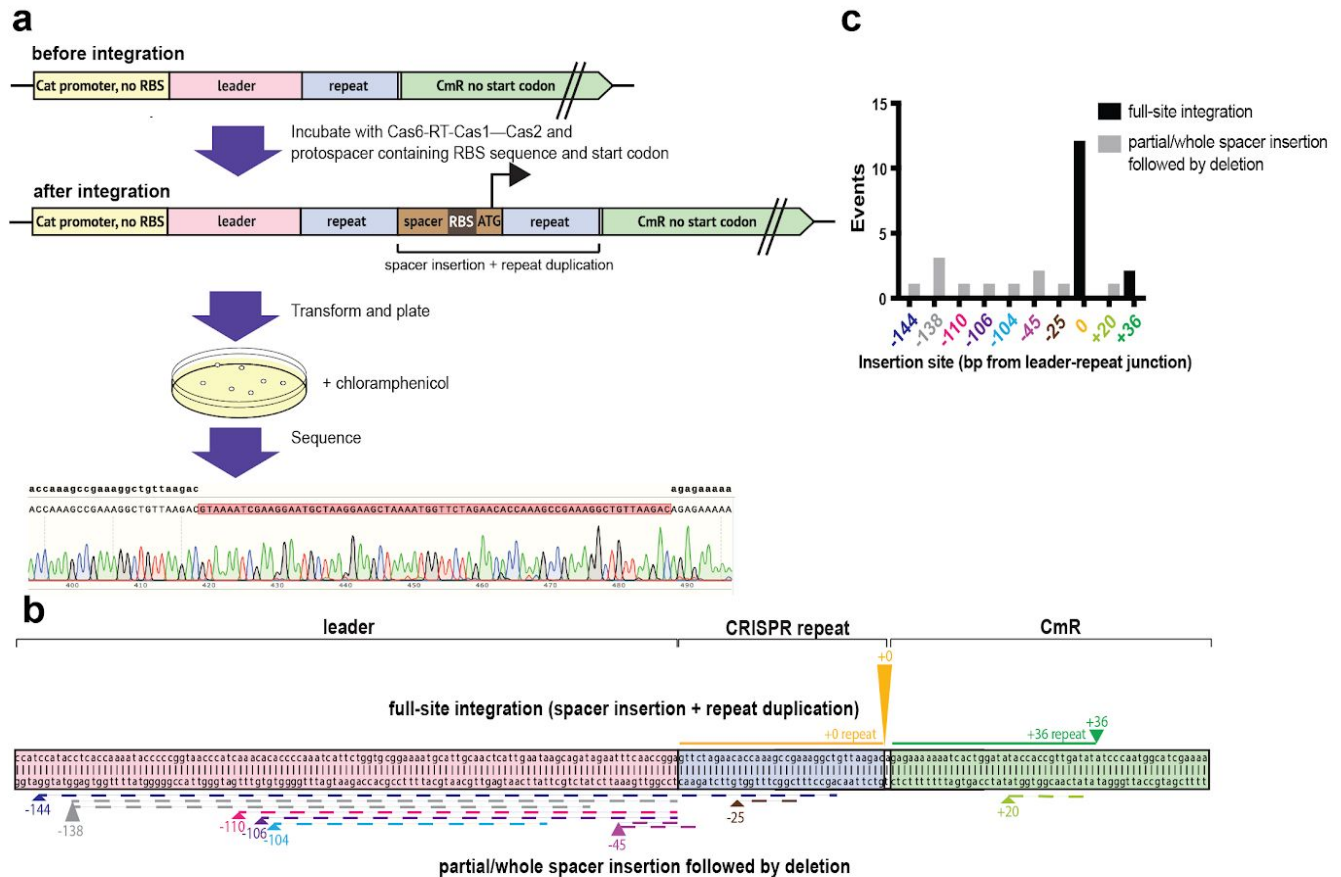 a
before integration
Cat promoter, no RBS leader repeat CmR no start codon
Incubate with Cas6-RT-Cas1—Cas2 and
protospacer containing RBS sequence and start codon
after integration
Cat promoter, no RBS leader repeat spacer RBS ATG repeat CmR no start codon
spacer insertion + repeat duplication
Transform and plate
+ chloramphenicol
Sequence
accaaagccgaaaggctgttaagac agagaaaaa
ACCAAAGCCGAAAGGCTGTTAAGACGTAAAATCGAAGGAATGCTAAGGAAGCTAAAATGGTTCTAGAACACCAAAGCCGAAAGGCTGTTAAGACAGAGAAAAA
400 410 420 430 440 450 460 470 480 490
c
15
10
5
0
Events
full-site integration
partial/whole spacer insertion
followed by deletion
-144 -138 -110 -106 -104 -45 -25 0 +20 +36
Insertion site (bp from leader-repeat junction)
b
leader CRISPR repeat CmR
+0
full-site integration (spacer insertion + repeat duplication)
+36
+0 repeat +36 repeat
-144
-138
-110
-106
-104
-45
-25
+20
partial/whole spacer insertion followed by deletion